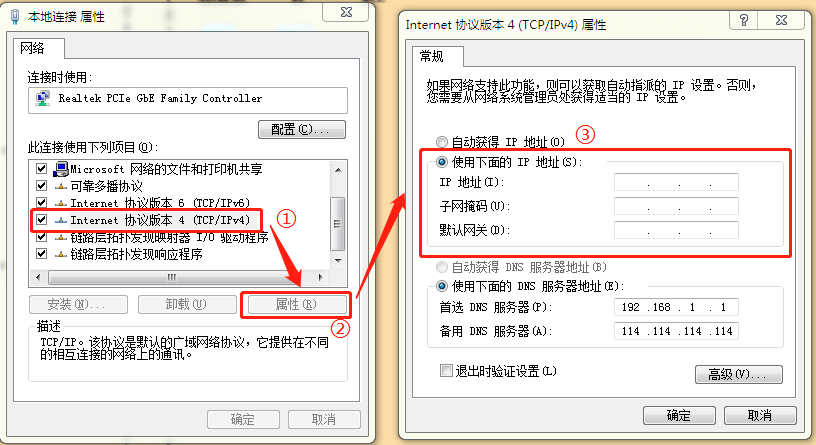 本地连接 属性
网络
连接时使用:
Realtek PCIe GbE Family Controller
配置(C)...
此连接使用下列项目(O):
Microsoft 网络的文件和打印机共享
可靠多播协议
Internet 协议版本 6 (TCP/IPv6)
Internet 协议版本 4 (TCP/IPv4)
①
链路层拓扑发现映射器 I/O 驱动程序
链路层拓扑发现响应程序
安装(N)...
卸载(U)
属性(R)
②
描述
TCP/IP。该协议是默认的广域网络协议，它提供在不同
的相互连接的网络上的通讯。
确定
取消
Internet 协议版本 4 (TCP/IPv4) 属性
常规
如果网络支持此功能，则可以获取自动指派的 IP 设置。否则，
您需要从网络系统管理员处获得适当的 IP 设置。
自动获得 IP 地址(O)
③
使用下面的 IP 地址(S):
IP 地址(I):
. . .
子网掩码(U):
. . .
默认网关(D):
. . .
自动获得 DNS 服务器地址(B)
使用下面的 DNS 服务器地址(E):
首选 DNS 服务器(P):
192 .168 . 1 . 1
备用 DNS 服务器(A):
114 .114 .114 .114
退出时验证设置(L)
高级(V)...
确定
取消